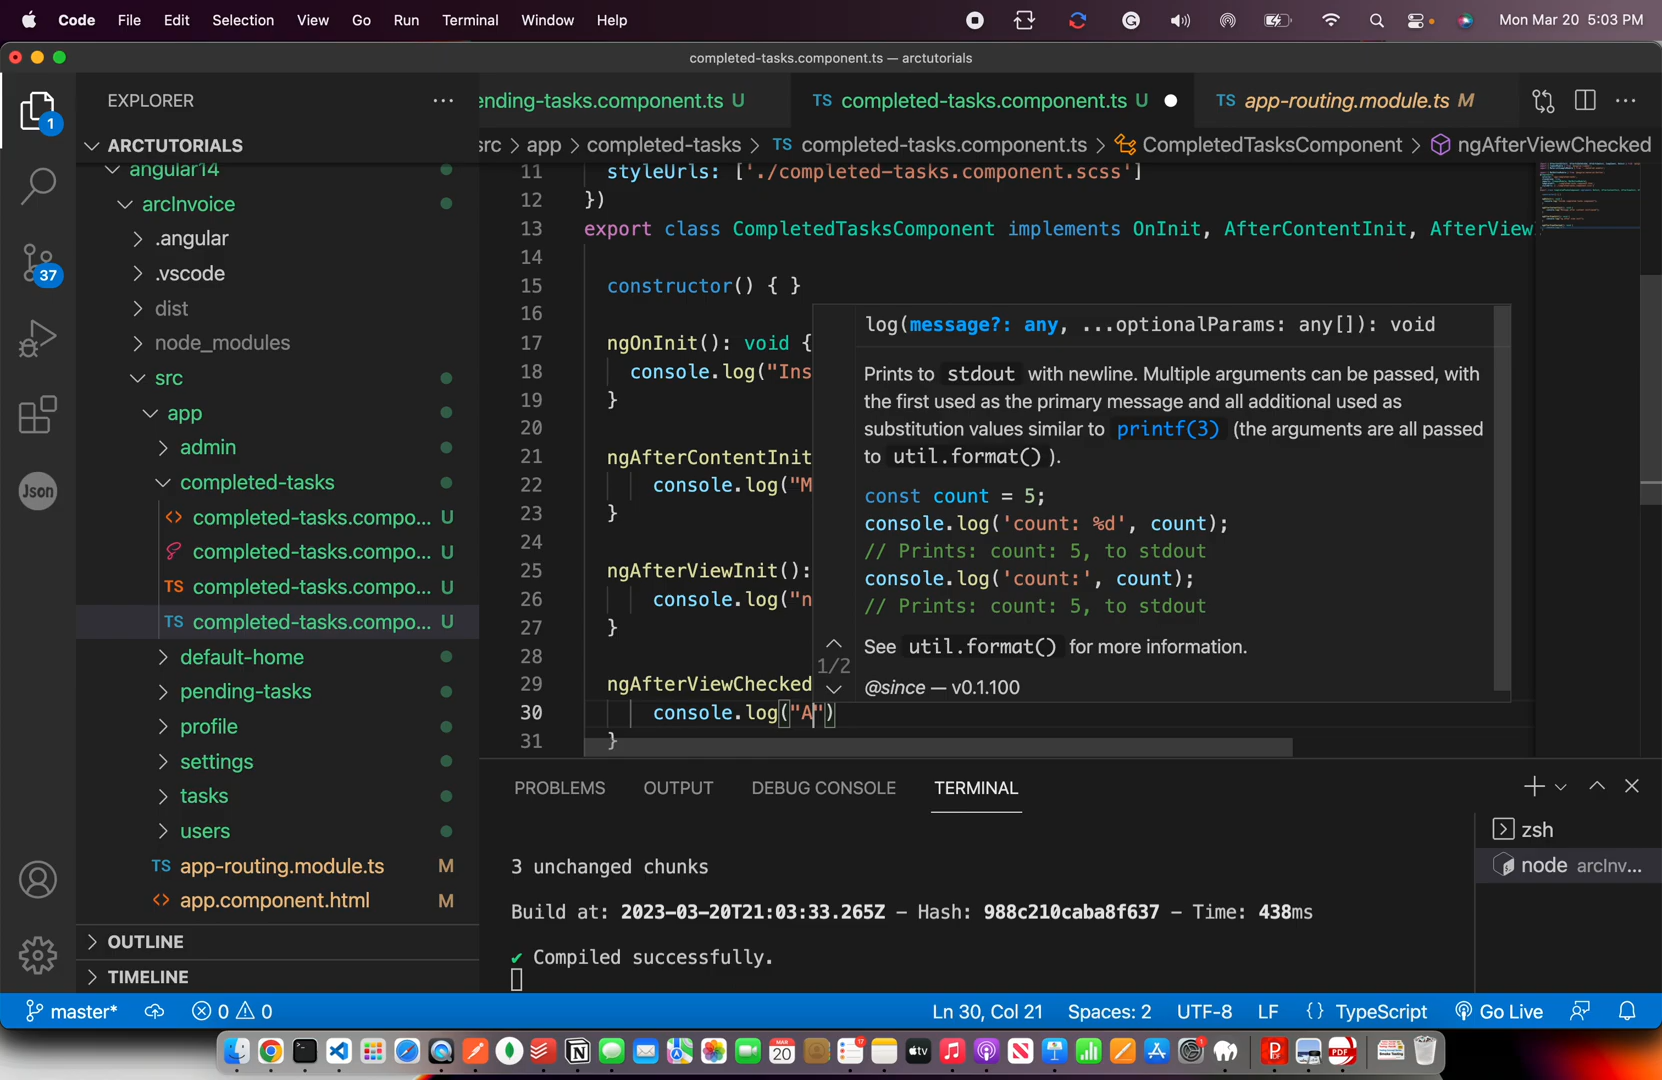 Code File Edit Selection View Go Run Terminal Window Help Mon Mar 20 5:03 PM
completed-tasks.component.ts — arctutorials
EXPLORER
ending-tasks.component.ts U
TS completed-tasks.component.ts U
TS app-routing.module.ts M
src > app > completed-tasks > TS completed-tasks.component.ts > CompletedTasksComponent > ngAfterViewChecked
1
37
Json
ARCTUTORIALS
angular14
arcInvoice
.angular
.vscode
dist
node_modules
src
app
admin
completed-tasks
completed-tasks.compo... U
completed-tasks.compo... U
TS completed-tasks.compo... U
TS completed-tasks.compo... U
default-home
pending-tasks
profile
settings
tasks
users
TS app-routing.module.ts M
app.component.html M
OUTLINE
TIMELINE
11 styleUrls: ['./completed-tasks.component.scss']
12 })
13 export class CompletedTasksComponent implements OnInit, AfterContentInit, AfterView
14
15 constructor() { }
16
17 ngOnInit(): void {
18 console.log("Ins
19 }
20
21 ngAfterContentInit
22 console.log("M
23 }
24
25 ngAfterViewInit():
26 console.log("n
27 }
28
29 ngAfterViewChecked
30 console.log("A")
31 }
log(message?: any, ...optionalParams: any[]): void
Prints to stdout with newline. Multiple arguments can be passed, with
the first used as the primary message and all additional used as
substitution values similar to printf(3) (the arguments are all passed
to util.format() ).
const count = 5;
console.log('count: %d', count);
// Prints: count: 5, to stdout
console.log('count:', count);
// Prints: count: 5, to stdout
See util.format() for more information.
1/2
@since — v0.1.100
PROBLEMS OUTPUT DEBUG CONSOLE TERMINAL
3 unchanged chunks
Build at: 2023-03-20T21:03:33.265Z - Hash: 988c210caba8f637 - Time: 438ms
✔ Compiled successfully.
zsh
node arcInv...
master* 0 0 Ln 30, Col 21 Spaces: 2 UTF-8 LF {} TypeScript Go Live